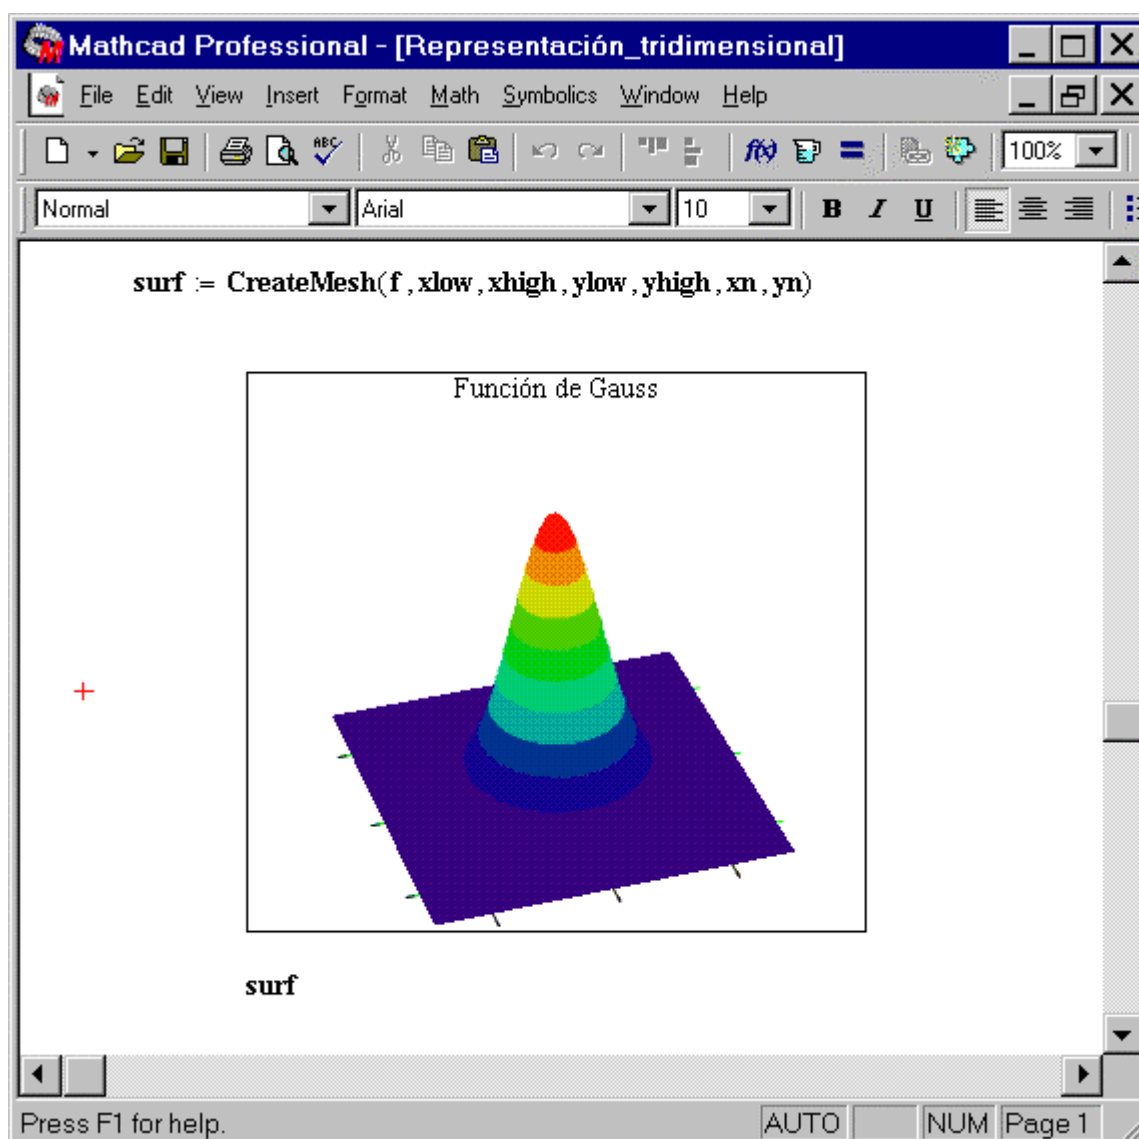 Mathcad Professional - [Representación_tridimensional]
File Edit View Insert Format Math Symbolics Window Help
ABC f(x) 100%
Normal Arial 10 B I U
surf := CreateMesh(f , xlow , xhigh , ylow , yhigh , xn , yn)
Función de Gauss
surf
Press F1 for help. AUTO NUM Page 1